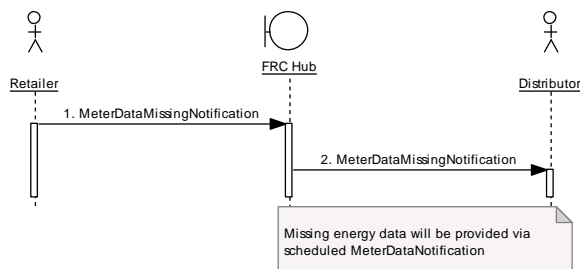 FRC Hub
Retailer
Distributor
1. MeterDataMissingNotification
2. MeterDataMissingNotification
Missing energy data will be provided via
scheduled MeterDataNotification